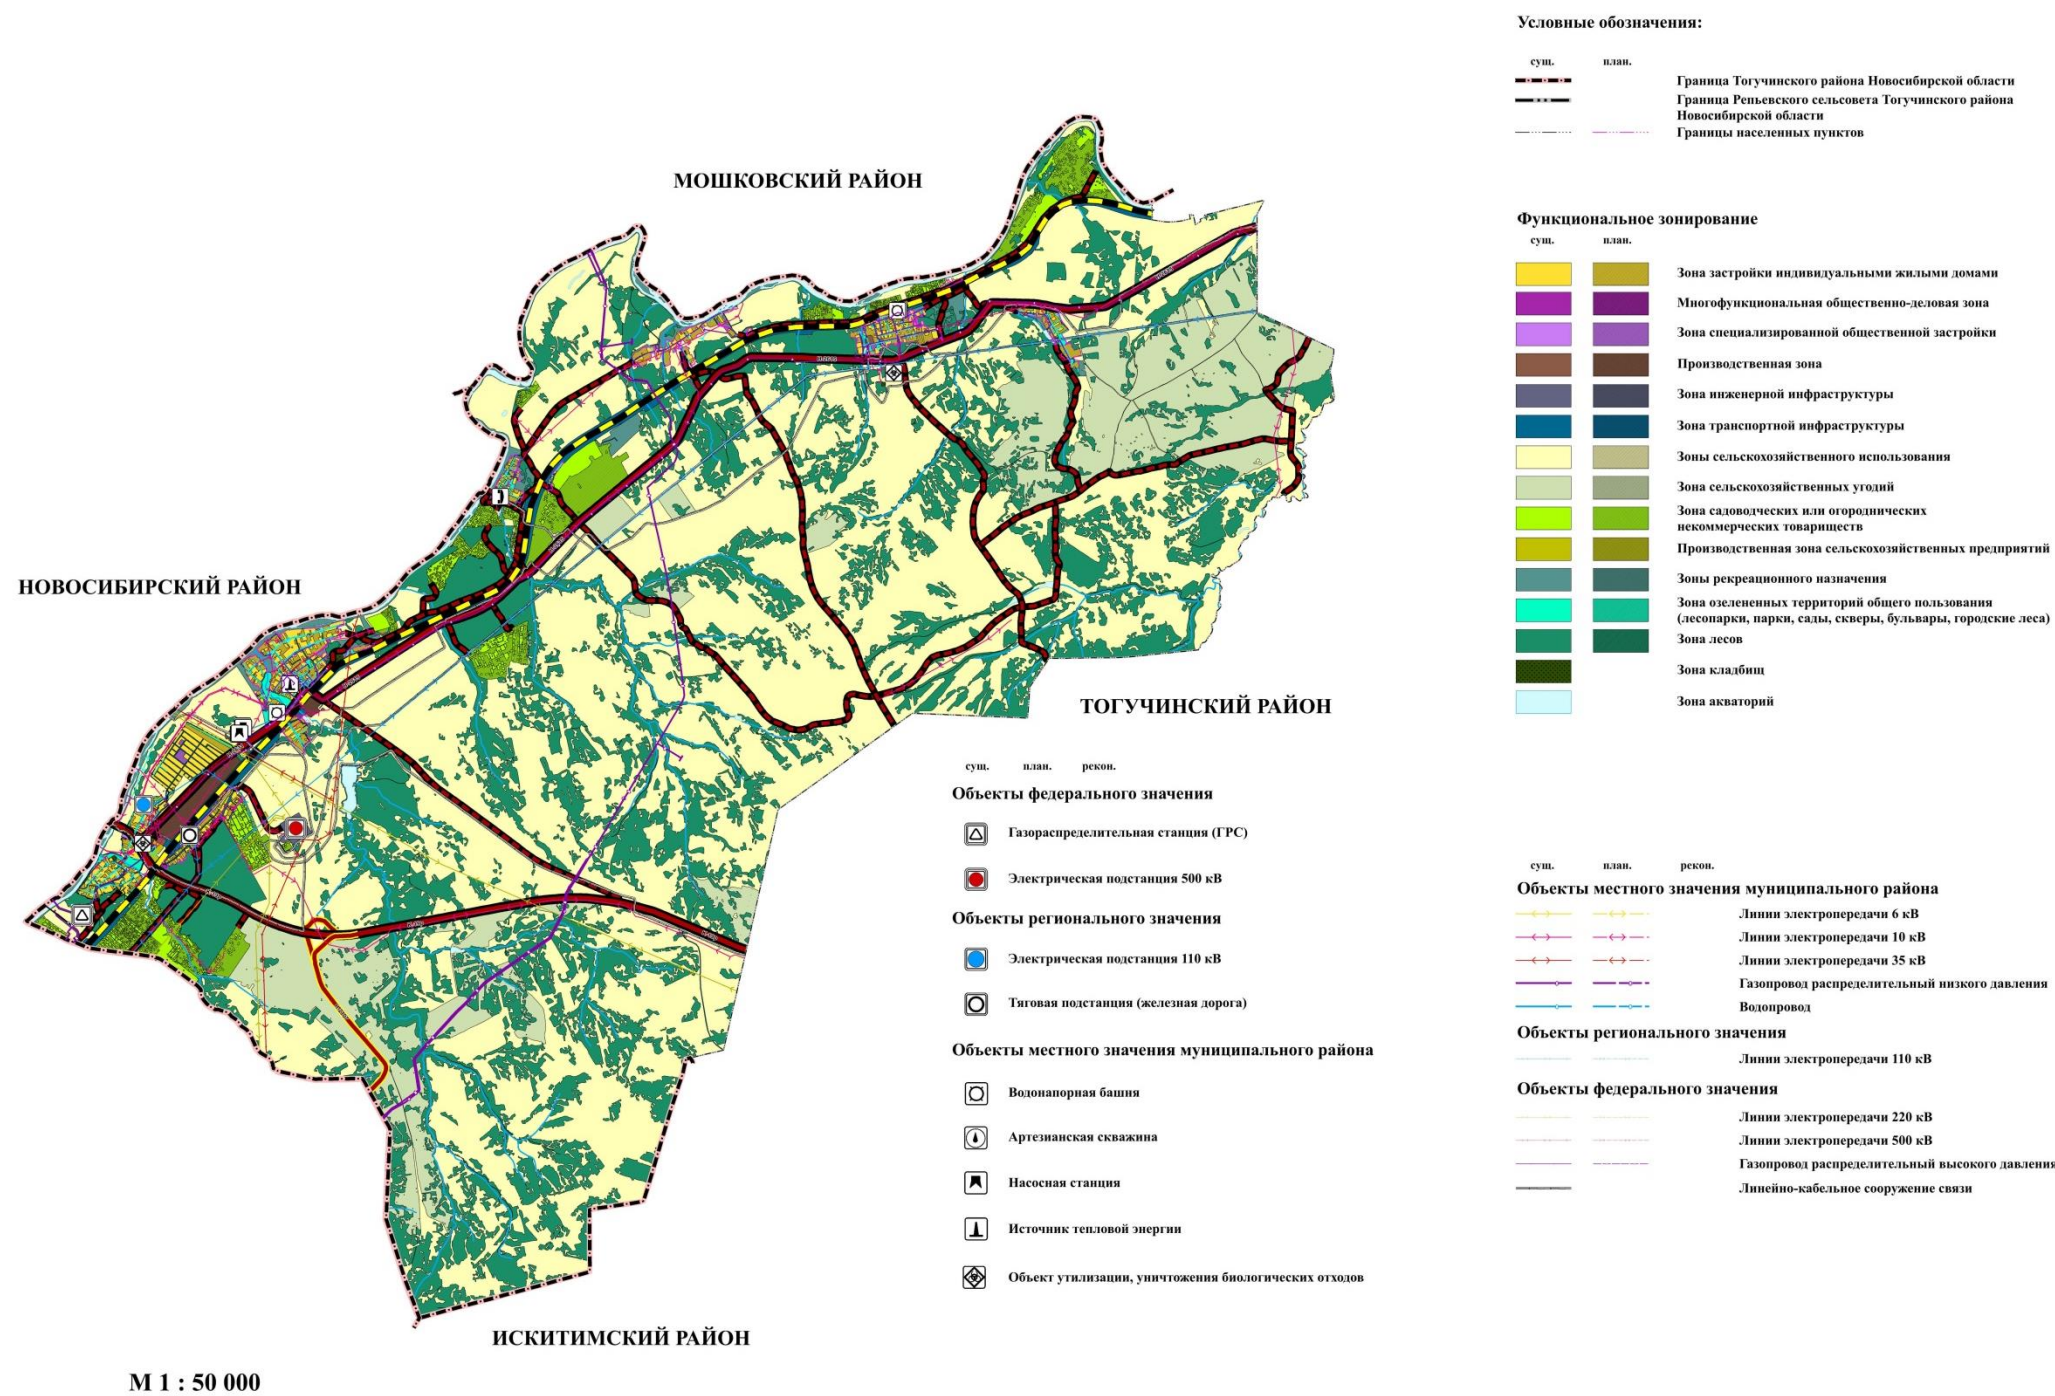 Условные обозначения:
сущ. план.
Граница Тогучинского района Новосибирской области
Граница Репьевского сельсовета Тогучинского района
Новосибирской области
Границы населенных пунктов
МОШКОВСКИЙ РАЙОН
НОВОСИБИРСКИЙ РАЙОН
ТОГУЧИНСКИЙ РАЙОН
ИСКИТИМСКИЙ РАЙОН
М 1 : 50 000
Функциональное зонирование
сущ. план.
Зона застройки индивидуальными жилыми домами
Многофункциональная общественно-деловая зона
Зона специализированной общественной застройки
Производственная зона
Зона инженерной инфраструктуры
Зона транспортной инфраструктуры
Зоны сельскохозяйственного использования
Зона сельскохозяйственных угодий
Зона садоводческих или огороднических
некоммерческих товариществ
Производственная зона сельскохозяйственных предприятий
Зоны рекреационного назначения
Зона озелененных территорий общего пользования
(лесопарки, парки, сады, скверы, бульвары, городские леса)
Зона лесов
Зона кладбищ
Зона акваторий
сущ. план. рекон.
Объекты федерального значения
Газораспределительная станция (ГРС)
Электрическая подстанция 500 кВ
Объекты регионального значения
Электрическая подстанция 110 кВ
Тяговая подстанция (железная дорога)
Объекты местного значения муниципального района
Водонапорная башня
Артезианская скважина
Насосная станция
Источник тепловой энергии
Объект утилизации, уничтожения биологических отходов
сущ. план. рекон.
Объекты местного значения муниципального района
Линии электропередачи 6 кВ
Линии электропередачи 10 кВ
Линии электропередачи 35 кВ
Газопровод распределительный низкого давления
Водопровод
Объекты регионального значения
Линии электропередачи 110 кВ
Объекты федерального значения
Линии электропередачи 220 кВ
Линии электропередачи 500 кВ
Газопровод распределительный высокого давления
Линейно-кабельное сооружение связи